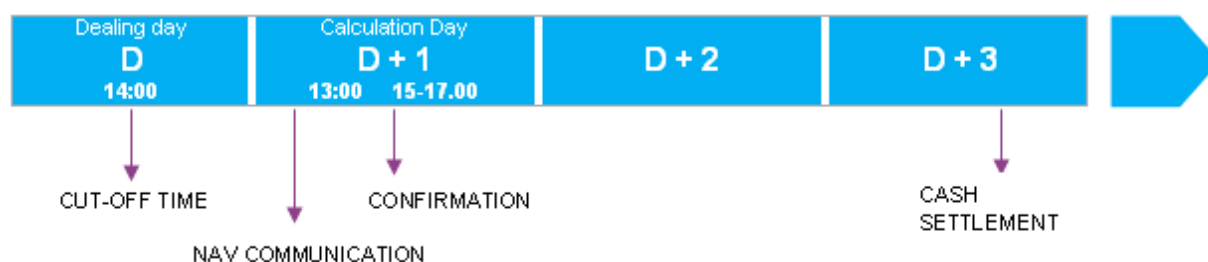 Dealing day
D
14:00
Calculation Day
D + 1
13:00 15-17.00
D + 2
D + 3
CUT-OFF TIME
CONFIRMATION
CASH
SETTLEMENT
NAV COMMUNICATION